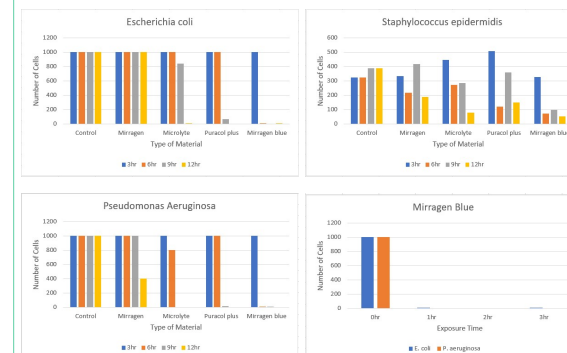 Escherichia coli
1200
1000
800
600
400
200
0
Number of Cells
Control Mirragen Microlyte Puracol plus Mirragen blue
Type of Material
3hr 6hr 9hr 12hr
Staphylococcus epidermidis
600
500
400
300
200
100
0
Number of Cells
Control Mirragen Microlyte Puracol plus Mirragen blue
Type of Material
3hr 6hr 9hr 12hr
Pseudomonas Aeruginosa
1200
1000
800
600
400
200
0
Number of Cells
Control Mirragen Microlyte Puracol plus Mirragen blue
Type of Material
3hr 6hr 9hr 12hr
Mirragen Blue
1200
1000
800
600
400
200
0
Number of Cells
0hr 1hr 2hr 3hr
Exposure Time
E. coli P. aeruginosa